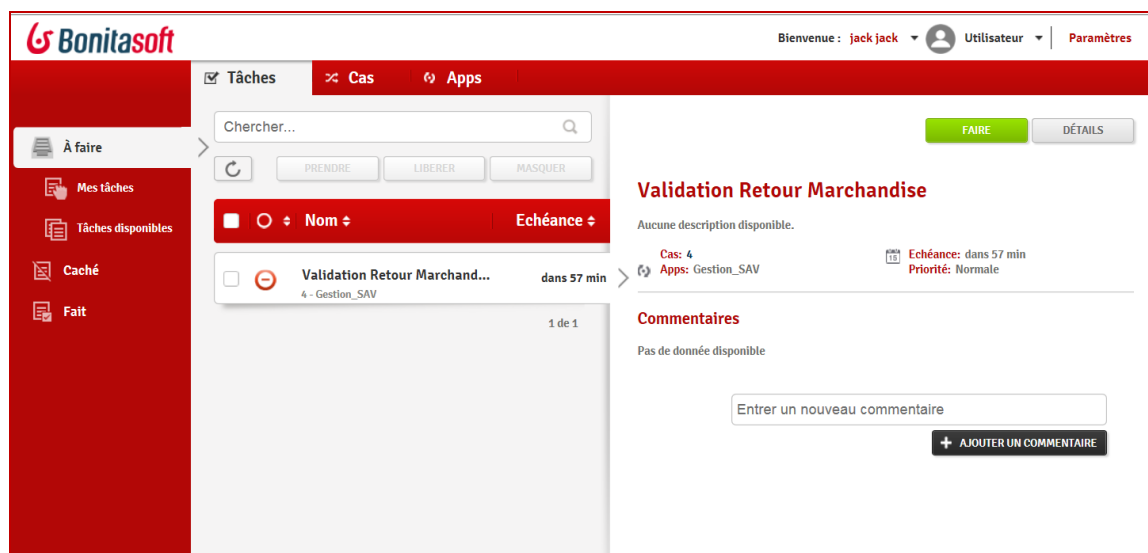 Bonitasoft
Bienvenue : jack jack Utilisateur Paramètres
Tâches Cas Apps
Chercher...
FAIRE DÉTAILS
À faire
PRENDRE LIBERER MASQUER
Mes tâches
Validation Retour Marchandise
Tâches disponibles
Nom Echéance
Aucune description disponible.
Cas: 4 Echéance: dans 57 min
Apps: Gestion_SAV Priorité: Normale
Caché
Validation Retour Marchand... dans 57 min
4 - Gestion_SAV
Fait
1 de 1
Commentaires
Pas de donnée disponible
Entrer un nouveau commentaire
+ AJOUTER UN COMMENTAIRE
15